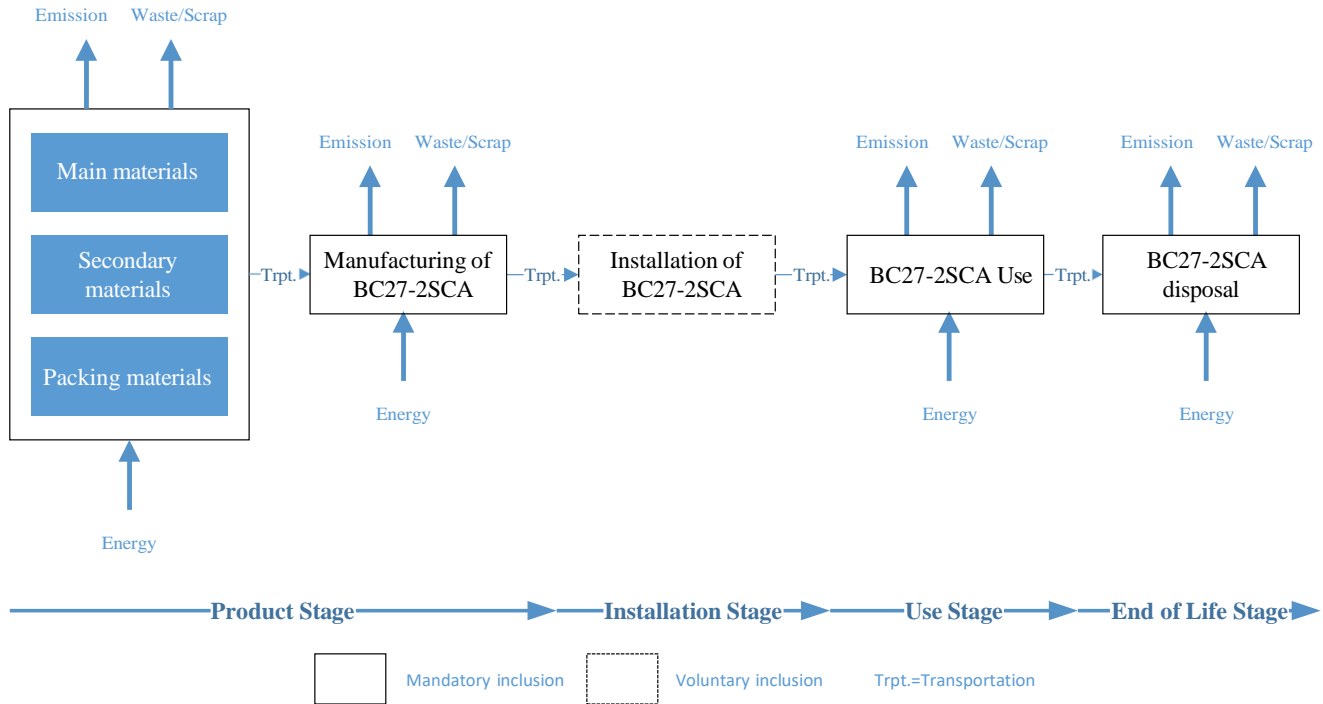 Emission
Waste/Scrap
Main materials
Secondary
materials
Packing materials
Energy
Trpt.
Emission
Waste/Scrap
Manufacturing of
BC27-2SCA
Energy
Trpt.
Installation of
BC27-2SCA
Trpt.
Emission
Waste/Scrap
BC27-2SCA Use
Energy
Trpt.
Emission
Waste/Scrap
BC27-2SCA
disposal
Energy
Product Stage
Installation Stage
Use Stage
End of Life Stage
Mandatory inclusion
Voluntary inclusion
Trpt.=Transportation